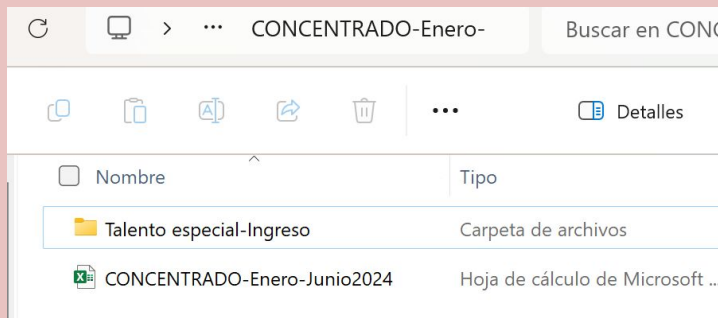 CONCENTRADO-Enero- Buscar en CONC
Detalles
Nombre Tipo
Talento especial-Ingreso Carpeta de archivos
CONCENTRADO-Enero-Junio2024 Hoja de cálculo de Microsoft ...